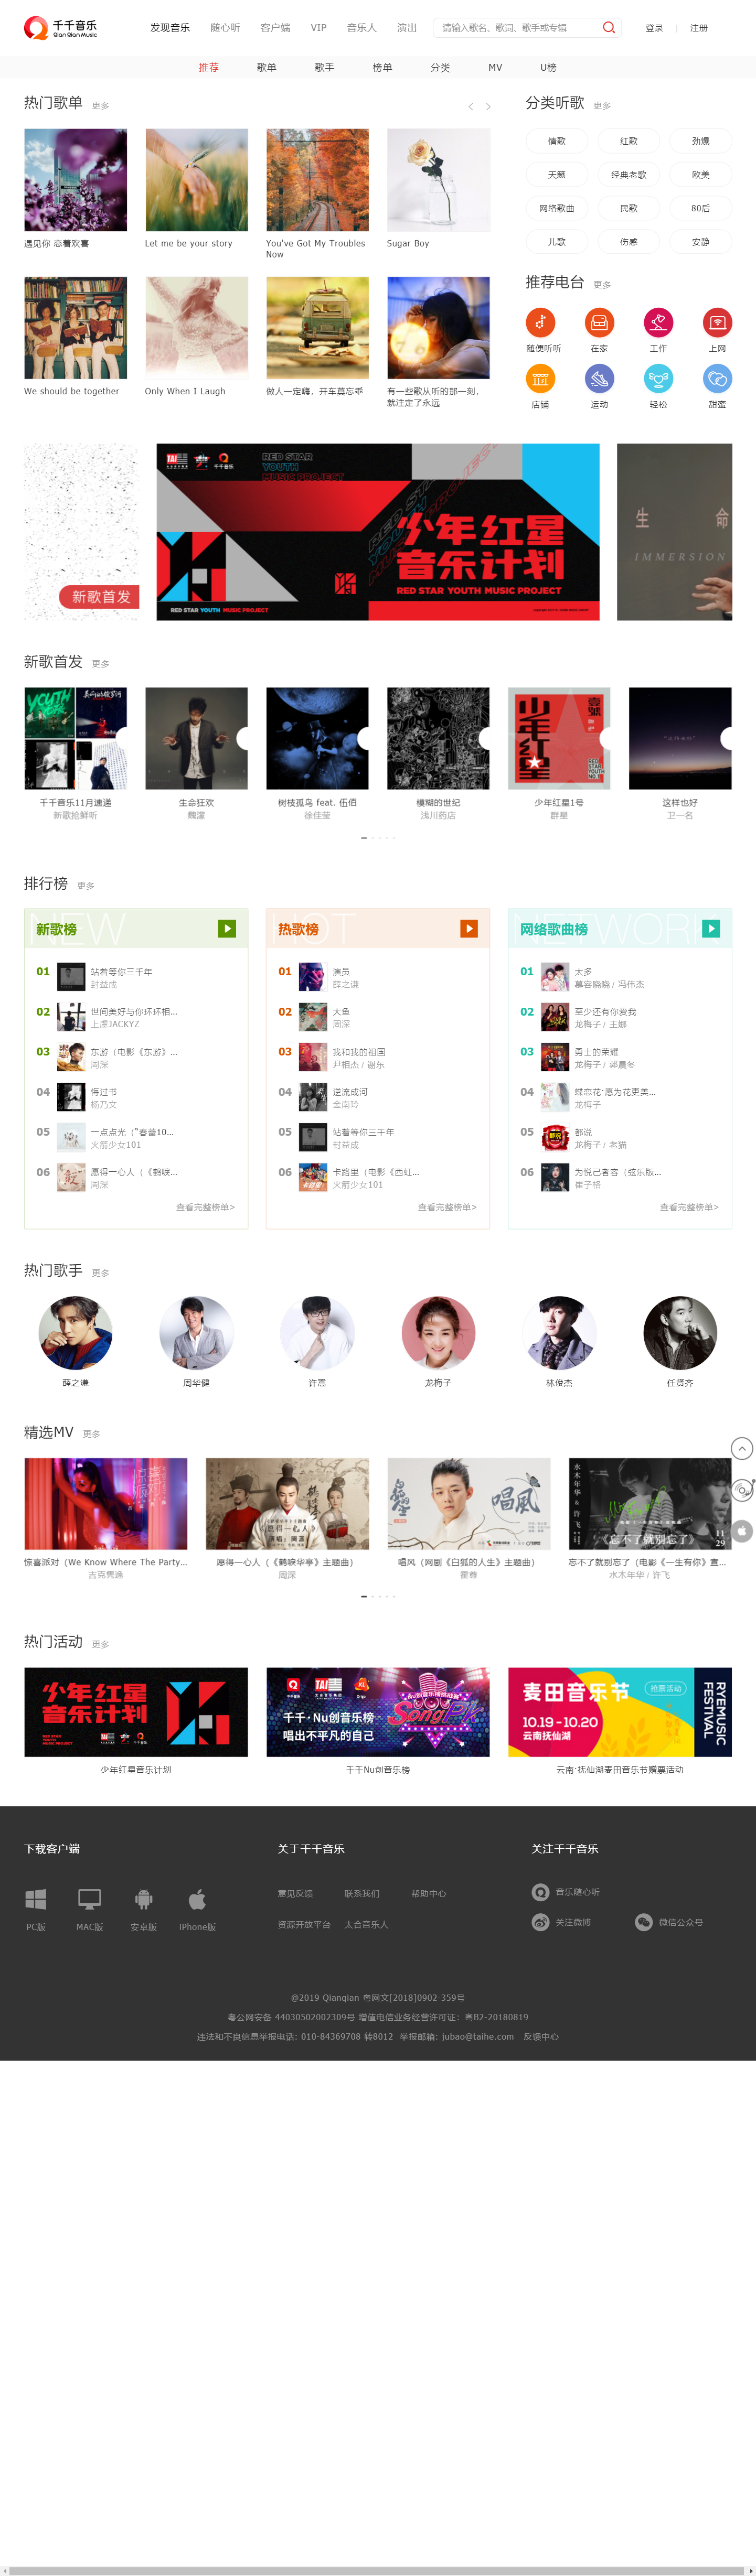 千千音乐
Qian Qian Music
发现音乐 随心听 客户端 VIP 音乐人 演出 请输入歌名、歌词、歌手或专辑 登录 注册
推荐 歌单 歌手 榜单 分类 MV U榜
热门歌单 更多
遇见你 恋着欢喜
Let me be your story
You've Got My Troubles Now
Sugar Boy
We should be together
Only When I Laugh
做人一定嗨，开车莫忘乖
有一些歌从听的那一刻，
就注定了永远
分类听歌 更多
情歌 红歌 劲爆
天籁 经典老歌 欧美
网络歌曲 民歌 80后
儿歌 伤感 安静
推荐电台 更多
随便听听 在家 工作 上网
店铺 运动 轻松 甜蜜
新歌首发
RED STAR
YOUTH
MUSIC PROJECT
少年红星
音乐计划
RED STAR YOUTH MUSIC PROJECT
生 命
IMMERSION
新歌首发 更多
千千音乐11月速递
新歌抢鲜听
生命狂欢
魏濛
树枝孤鸟 feat. 伍佰
徐佳莹
模糊的世纪
浅川药店
少年红星1号
群星
这样也好
卫一名
排行榜 更多
NEW
新歌榜
01 站着等你三千年
封益成
02 世间美好与你环环相...
上虞JACKYZ
03 东游（电影《东游》...
周深
04 悔过书
杨乃文
05 一点点光（"春蕾10...
火箭少女101
06 愿得一心人（《鹤唳...
周深
查看完整榜单>
HOT
热歌榜
01 演员
薛之谦
02 大鱼
周深
03 我和我的祖国
尹相杰 / 谢东
04 逆流成河
金南玲
05 站着等你三千年
封益成
06 卡路里（电影《西虹...
火箭少女101
查看完整榜单>
NETWORK
网络歌曲榜
01 太多
慕容晓晓 / 冯伟杰
02 至少还有你爱我
龙梅子 / 王娜
03 勇士的荣耀
龙梅子 / 郭晨冬
04 蝶恋花·愿为花更美...
龙梅子
05 都说
龙梅子 / 老猫
06 为悦己者容（弦乐版...
崔子格
查看完整榜单>
热门歌手 更多
薛之谦 周华健 许嵩 龙梅子 林俊杰 任贤齐
精选MV 更多
惊喜派对（We Know Where The Party...
吉克隽逸
愿得一心人（《鹤唳华亭》主题曲）
周深
唱风（网剧《白狐的人生》主题曲）
霍尊
忘不了就别忘了（电影《一生有你》宣...
水木年华 / 许飞
热门活动 更多
少年红星
音乐计划
千千·Nu创音乐榜
唱出不平凡的自己
SongPk
麦田音乐节
抢票活动
10.19 - 10.20
云南抚仙湖
RYEMUSIC
FESTIVAL
少年红星音乐计划
千千Nu创音乐榜
云南·抚仙湖麦田音乐节赠票活动
下载客户端
PC版 MAC版 安卓版 iPhone版
关于千千音乐
意见反馈 联系我们 帮助中心
资源开放平台 太合音乐人
关注千千音乐
音乐随心听
关注微博 微信公众号
@2019 Qianqian 粤网文[2018]0902-359号
粤公网安备 44030502002309号 增值电信业务经营许可证：粤B2-20180819
违法和不良信息举报电话: 010-84369708 转8012 举报邮箱: jubao@taihe.com 反馈中心